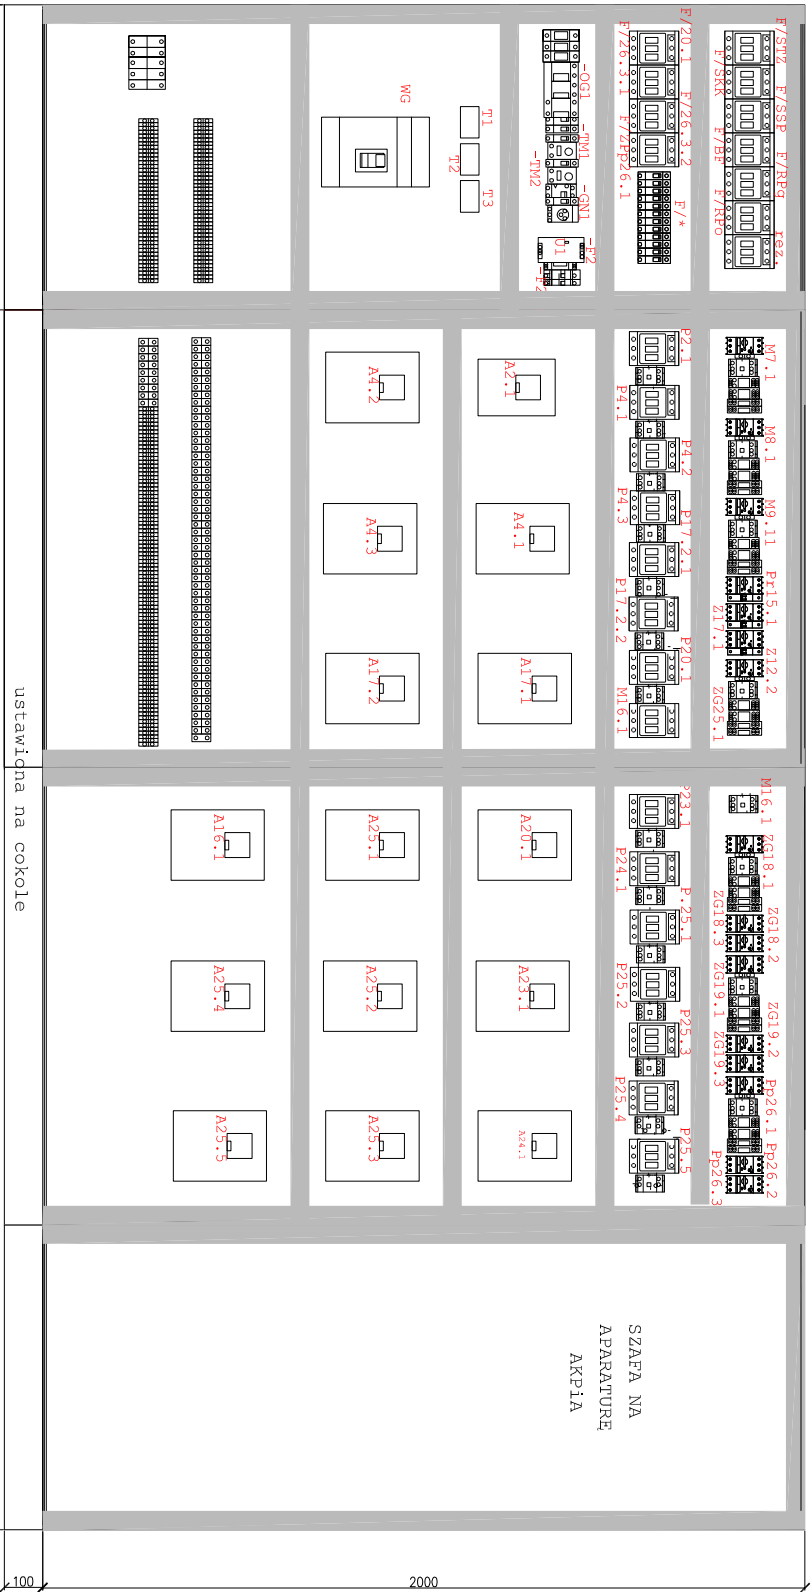 F/STZ
F/SKK
F/SSP
F/BF
F/RPg
F/RPo
rez.
F/20.1
F/26.3.1
F/26.3.2
F/ZPp26.1
F/*
-OG1
-TM1
-TM2
-GN1
-F2
U1
WG
T1
T2
T3
M7.1
M8.1
M9.11
Pr15.1
Z17.1
Z12.2
ZG25.1
P2.1
P4.1
P4.2
P4.3
P17.2.1
P17.2.2
P20.1
M16.1
A2.1
A4.1
A17.1
A4.2
A4.3
A17.2
M16.1
ZG18.1
ZG18.3
ZG18.2
ZG19.1
ZG19.2
ZG19.3
Pp26.1
Pp26.2
Pp26.3
P23.1
P24.1
P.25.1
P25.2
P25.3
P25.4
P25.5
A20.1
A23.1
A24.1
A25.1
A25.2
A25.3
A16.1
A25.4
A25.5
SZAFA NA
APARATURĘ
AKPiA
ustawiona na cokole
2000
100